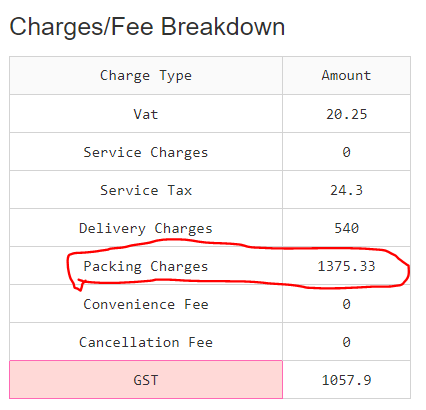 Charges/Fee Breakdown
Charge Type Amount
Vat 20.25
Service Charges 0
Service Tax 24.3
Delivery Charges 540
Packing Charges 1375.33
Convenience Fee 0
Cancellation Fee 0
GST 1057.9